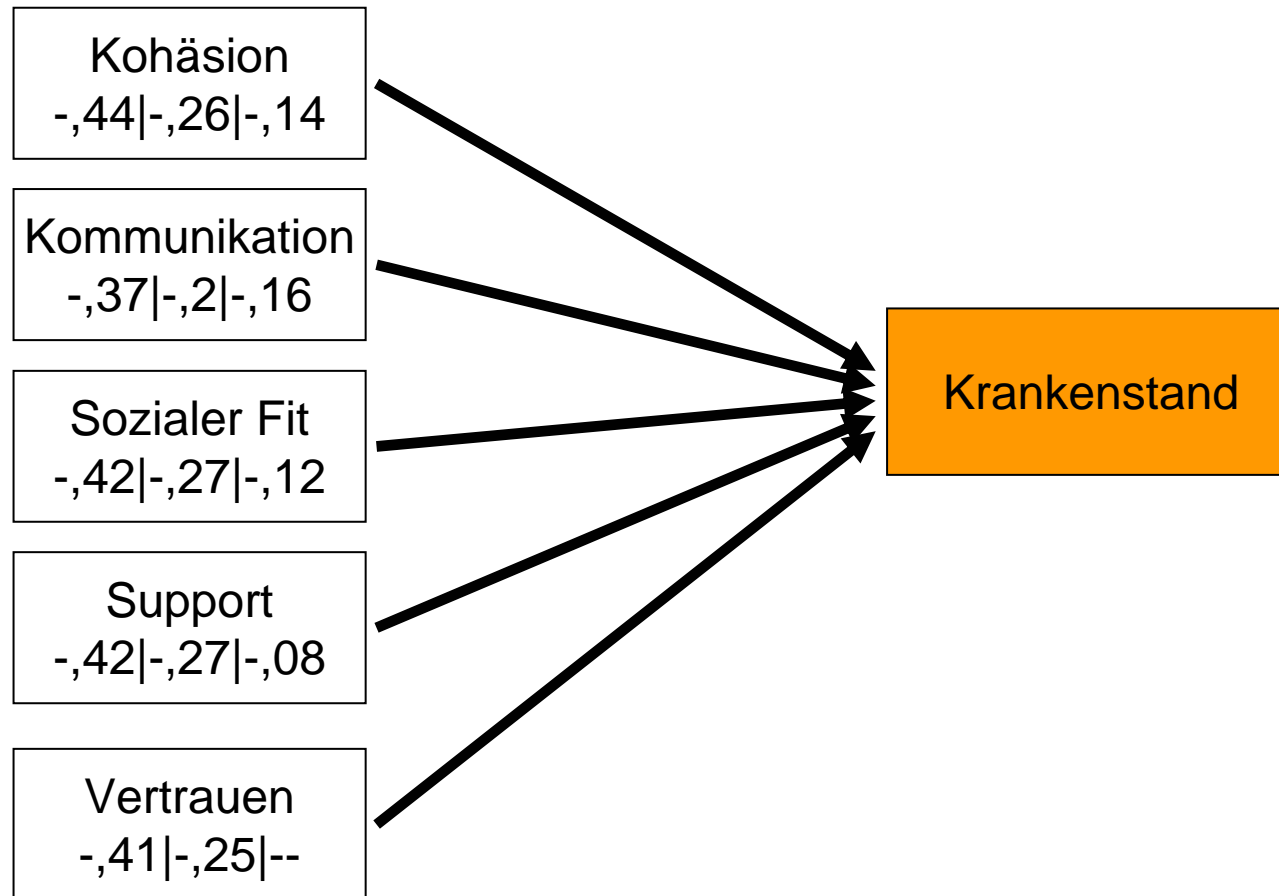 Kohäsion
-,44|-,26|-,14
Kommunikation
-,37|-,2|-,16
Sozialer Fit
-,42|-,27|-,12
Support
-,42|-,27|-,08
Vertrauen
-,41|-,25|--
Krankenstand